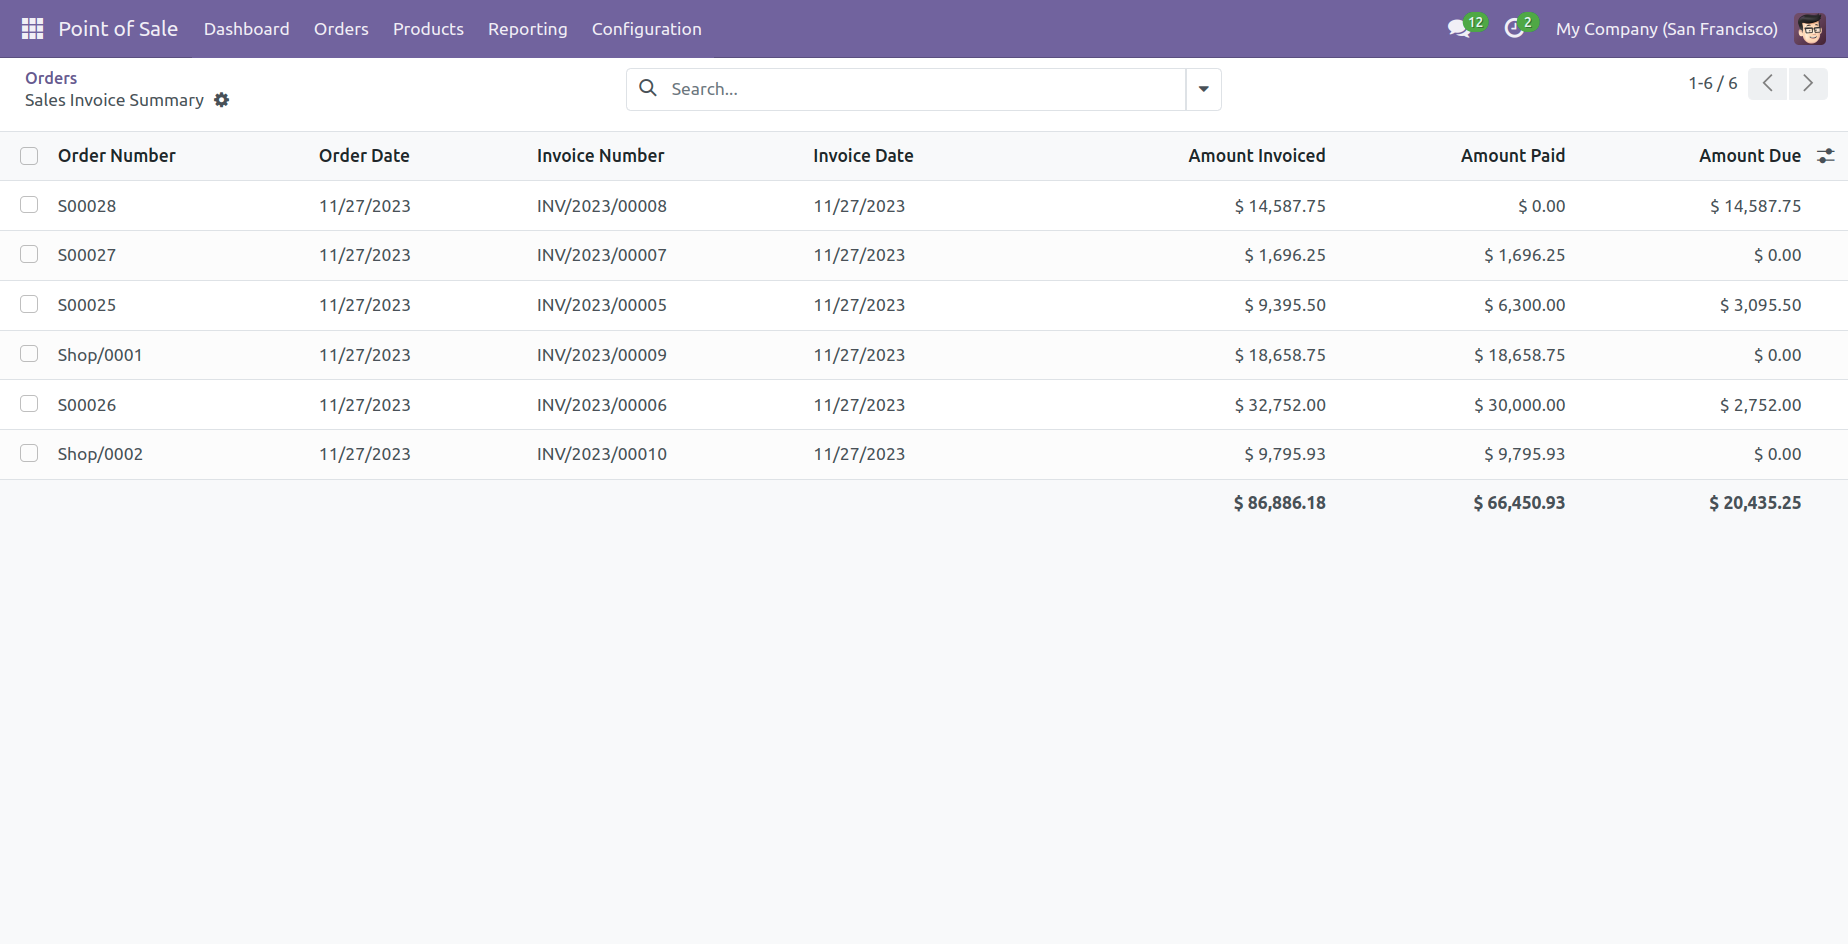 Point of Sale Dashboard Orders Products Reporting Configuration 12 2 My Company (San Francisco)
Orders
Sales Invoice Summary
Search...
1-6 / 6
Order Number Order Date Invoice Number Invoice Date Amount Invoiced Amount Paid Amount Due
S00028 11/27/2023 INV/2023/00008 11/27/2023 $ 14,587.75 $ 0.00 $ 14,587.75
S00027 11/27/2023 INV/2023/00007 11/27/2023 $ 1,696.25 $ 1,696.25 $ 0.00
S00025 11/27/2023 INV/2023/00005 11/27/2023 $ 9,395.50 $ 6,300.00 $ 3,095.50
Shop/0001 11/27/2023 INV/2023/00009 11/27/2023 $ 18,658.75 $ 18,658.75 $ 0.00
S00026 11/27/2023 INV/2023/00006 11/27/2023 $ 32,752.00 $ 30,000.00 $ 2,752.00
Shop/0002 11/27/2023 INV/2023/00010 11/27/2023 $ 9,795.93 $ 9,795.93 $ 0.00
$ 86,886.18 $ 66,450.93 $ 20,435.25